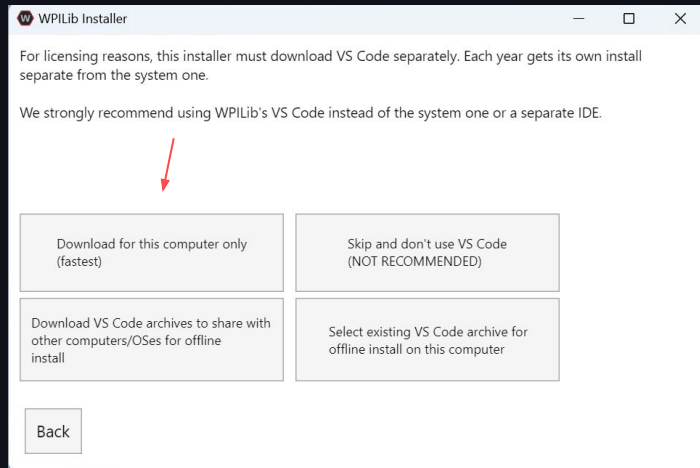 W WPILib Installer
For licensing reasons, this installer must download VS Code separately. Each year gets its own install
separate from the system one.
We strongly recommend using WPILib's VS Code instead of the system one or a separate IDE.
Download for this computer only
(fastest)
Skip and don't use VS Code
(NOT RECOMMENDED)
Download VS Code archives to share with
other computers/OSes for offline
install
Select existing VS Code archive for
offline install on this computer
Back